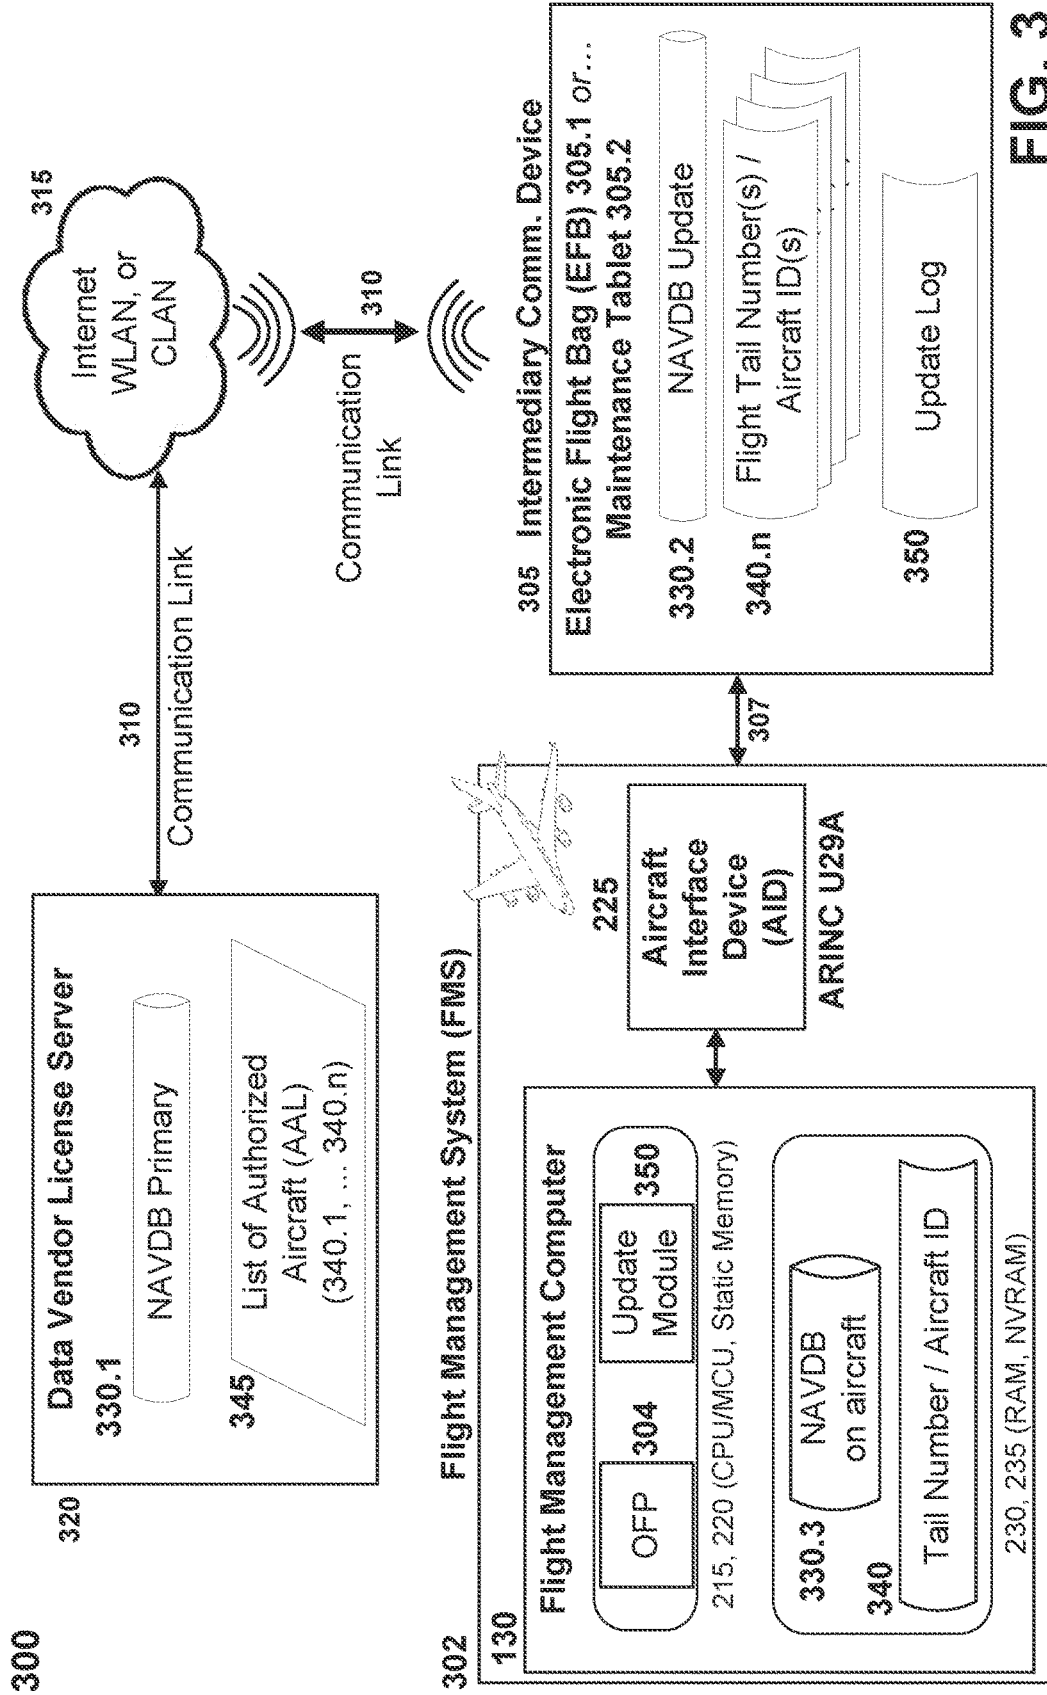 300
320
Data Vendor License Server
330.1
NAVDB Primary
345
List of Authorized
Aircraft (AAL)
(340.1, ... 340.n)
310
Communication Link
315
Internet
WLAN, or
CLAN
Communication
Link
310
302
Flight Management System (FMS)
130
Flight Management Computer
OFP
304
Update
Module
350
215, 220 (CPU/MCU, Static Memory)
330.3
NAVDB
on aircraft
340
Tail Number / Aircraft ID
230, 235 (RAM, NVRAM)
225
Aircraft
Interface
Device
(AID)
ARINC U29A
307
305 Intermediary Comm. Device
Electronic Flight Bag (EFB) 305.1 or...
Maintenance Tablet 305.2
330.2
NAVDB Update
340.n
Flight Tail Number(s) /
Aircraft ID(s)
350
Update Log
FIG. 3